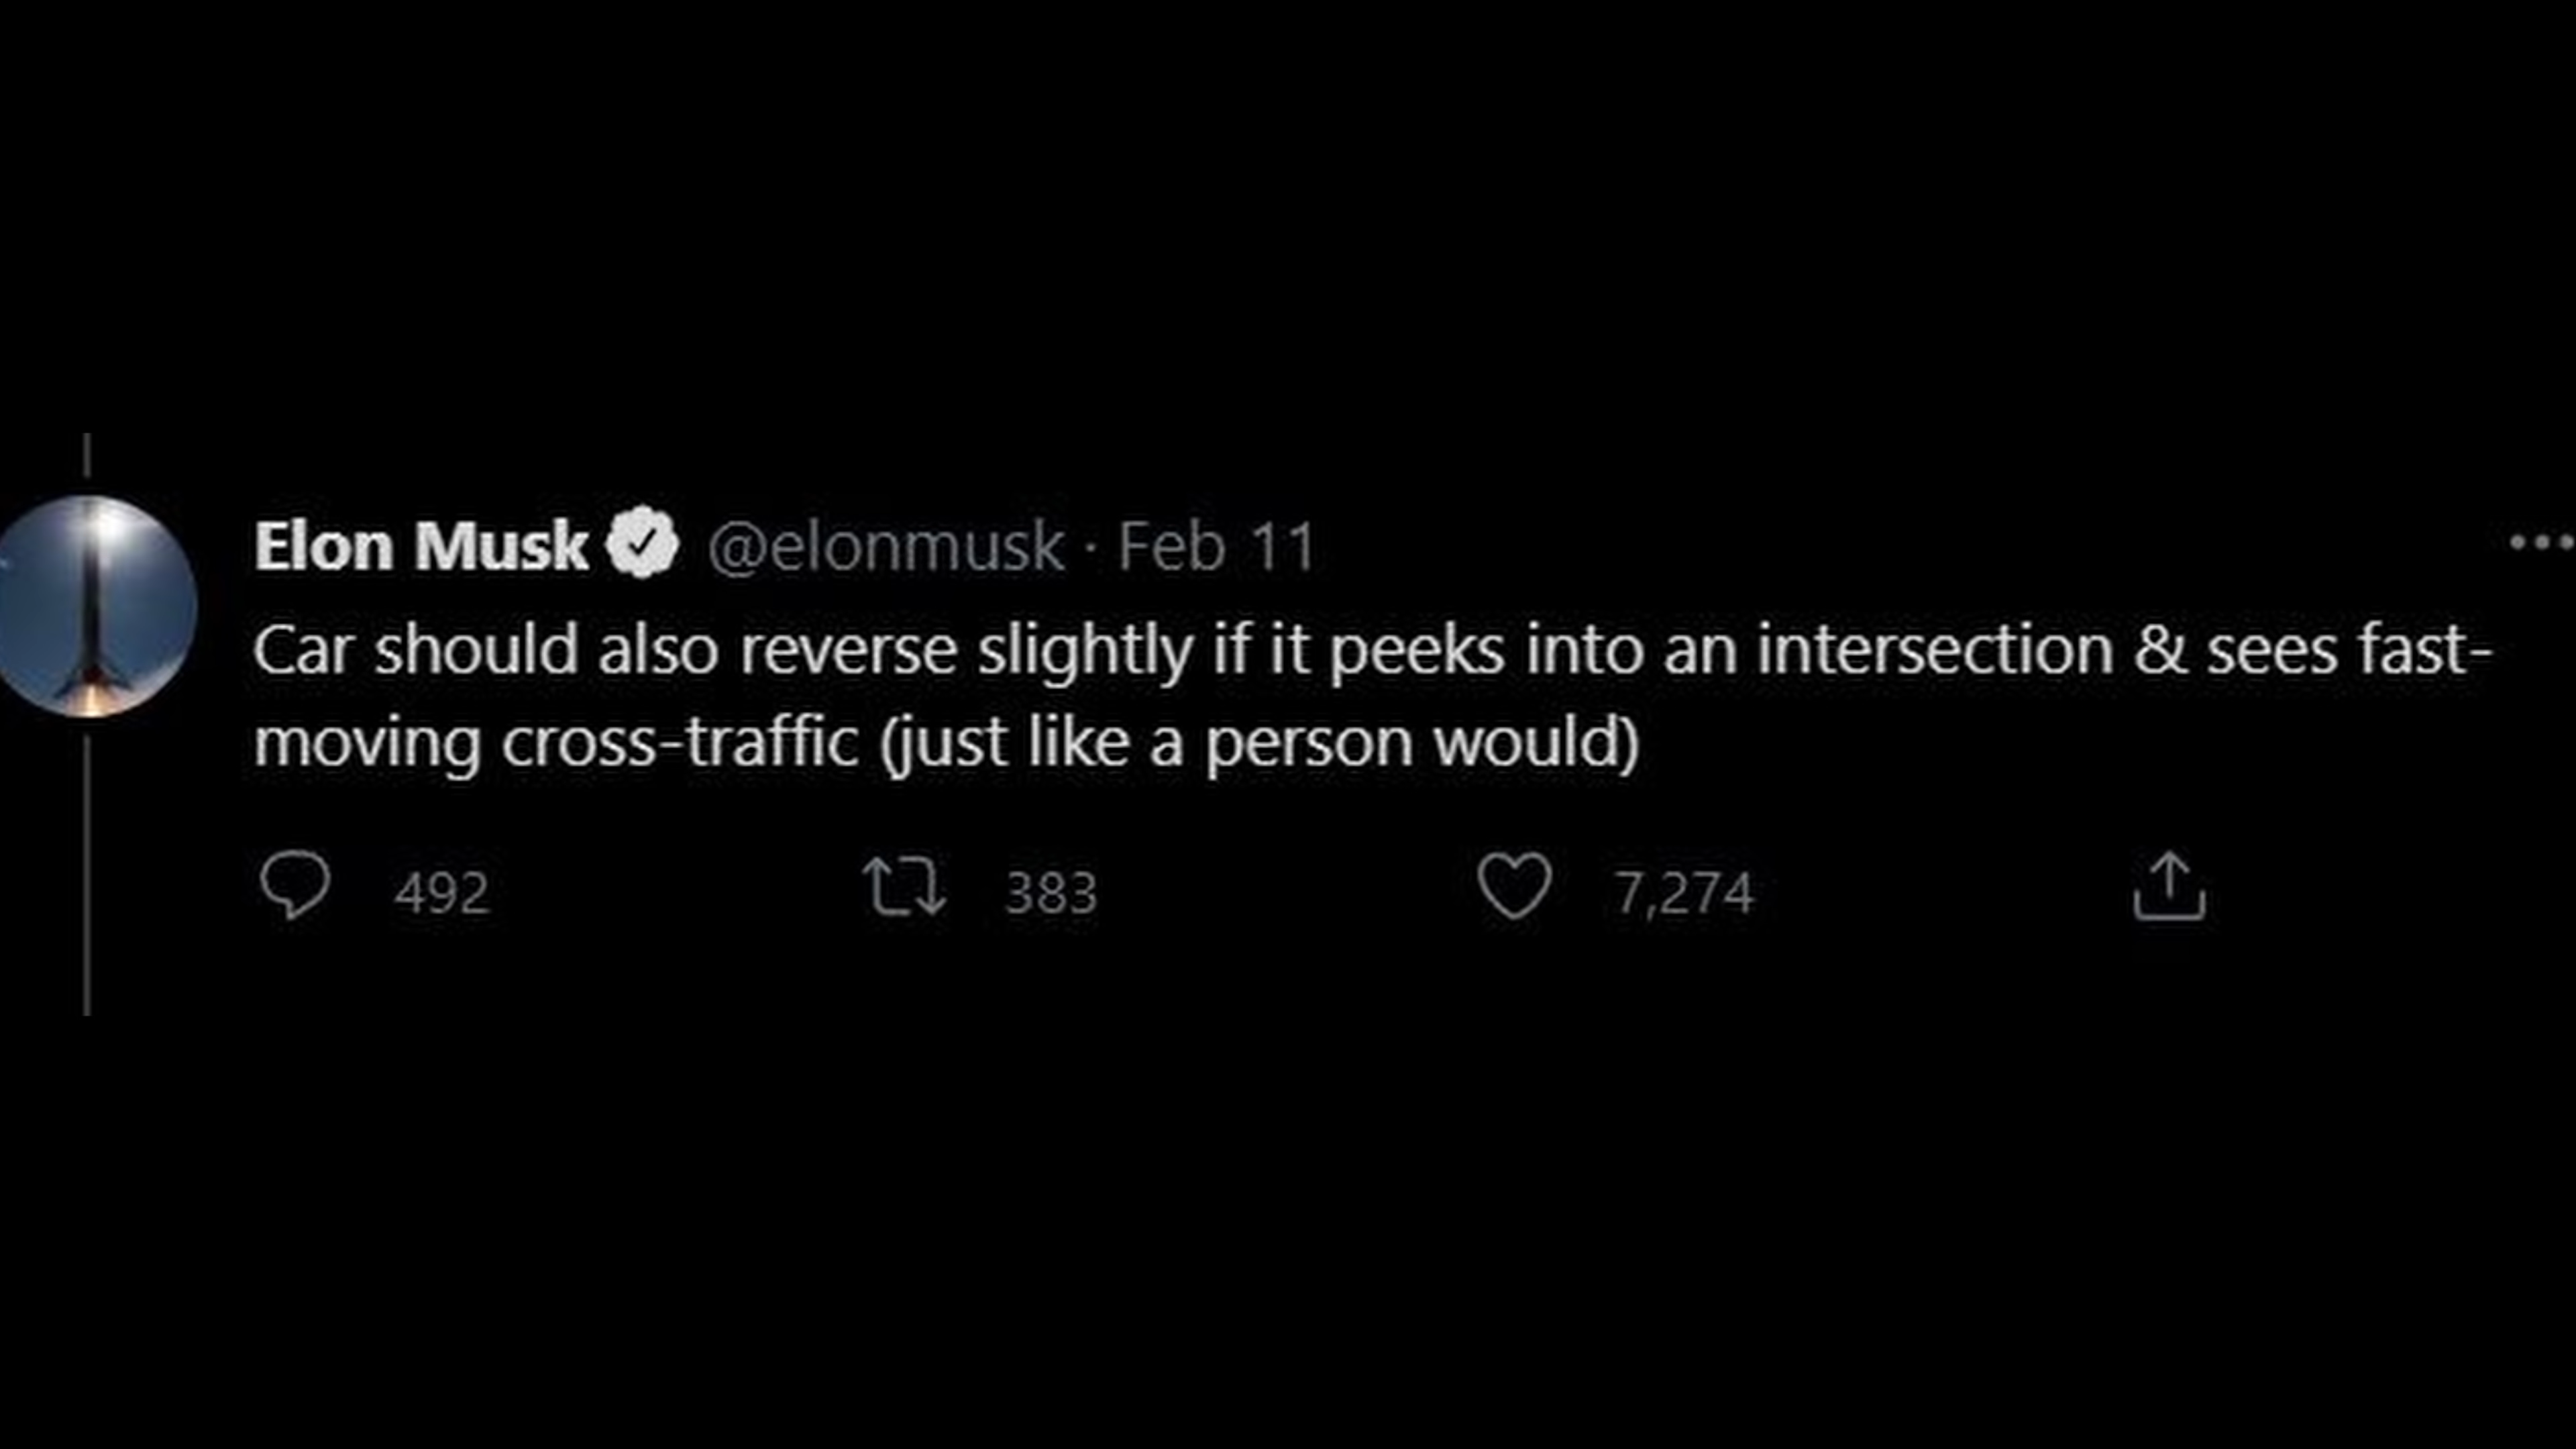 Elon Musk @elonmusk · Feb 11
Car should also reverse slightly if it peeks into an intersection & sees fast-
moving cross-traffic (just like a person would)
492 383 7,274